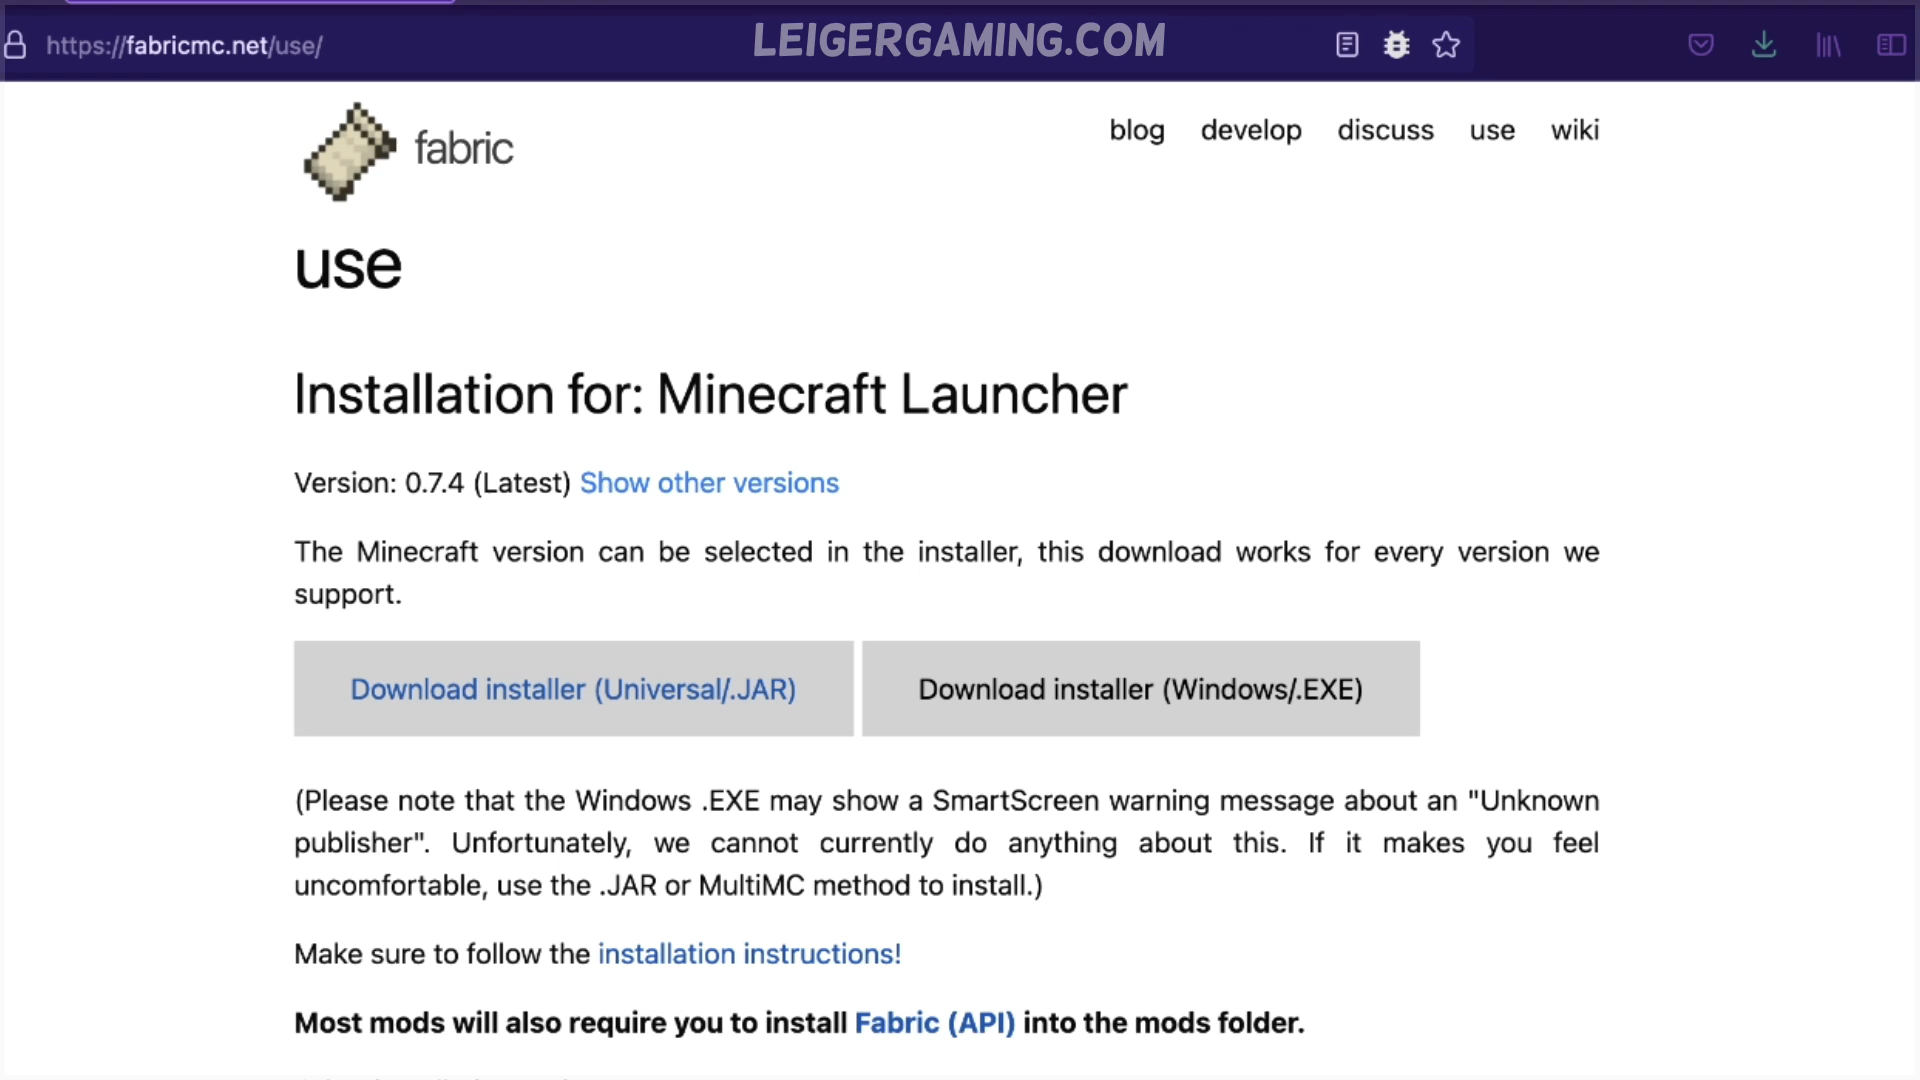 https://fabricmc.net/use/
LEIGERGAMING.COM
fabric
blog develop discuss use wiki
use
Installation for: Minecraft Launcher
Version: 0.7.4 (Latest) Show other versions
The Minecraft version can be selected in the installer, this download works for every version we
support.
Download installer (Universal/.JAR) Download installer (Windows/.EXE)
(Please note that the Windows .EXE may show a SmartScreen warning message about an "Unknown
publisher". Unfortunately, we cannot currently do anything about this. If it makes you feel
uncomfortable, use the .JAR or MultiMC method to install.)
Make sure to follow the installation instructions!
Most mods will also require you to install Fabric (API) into the mods folder.